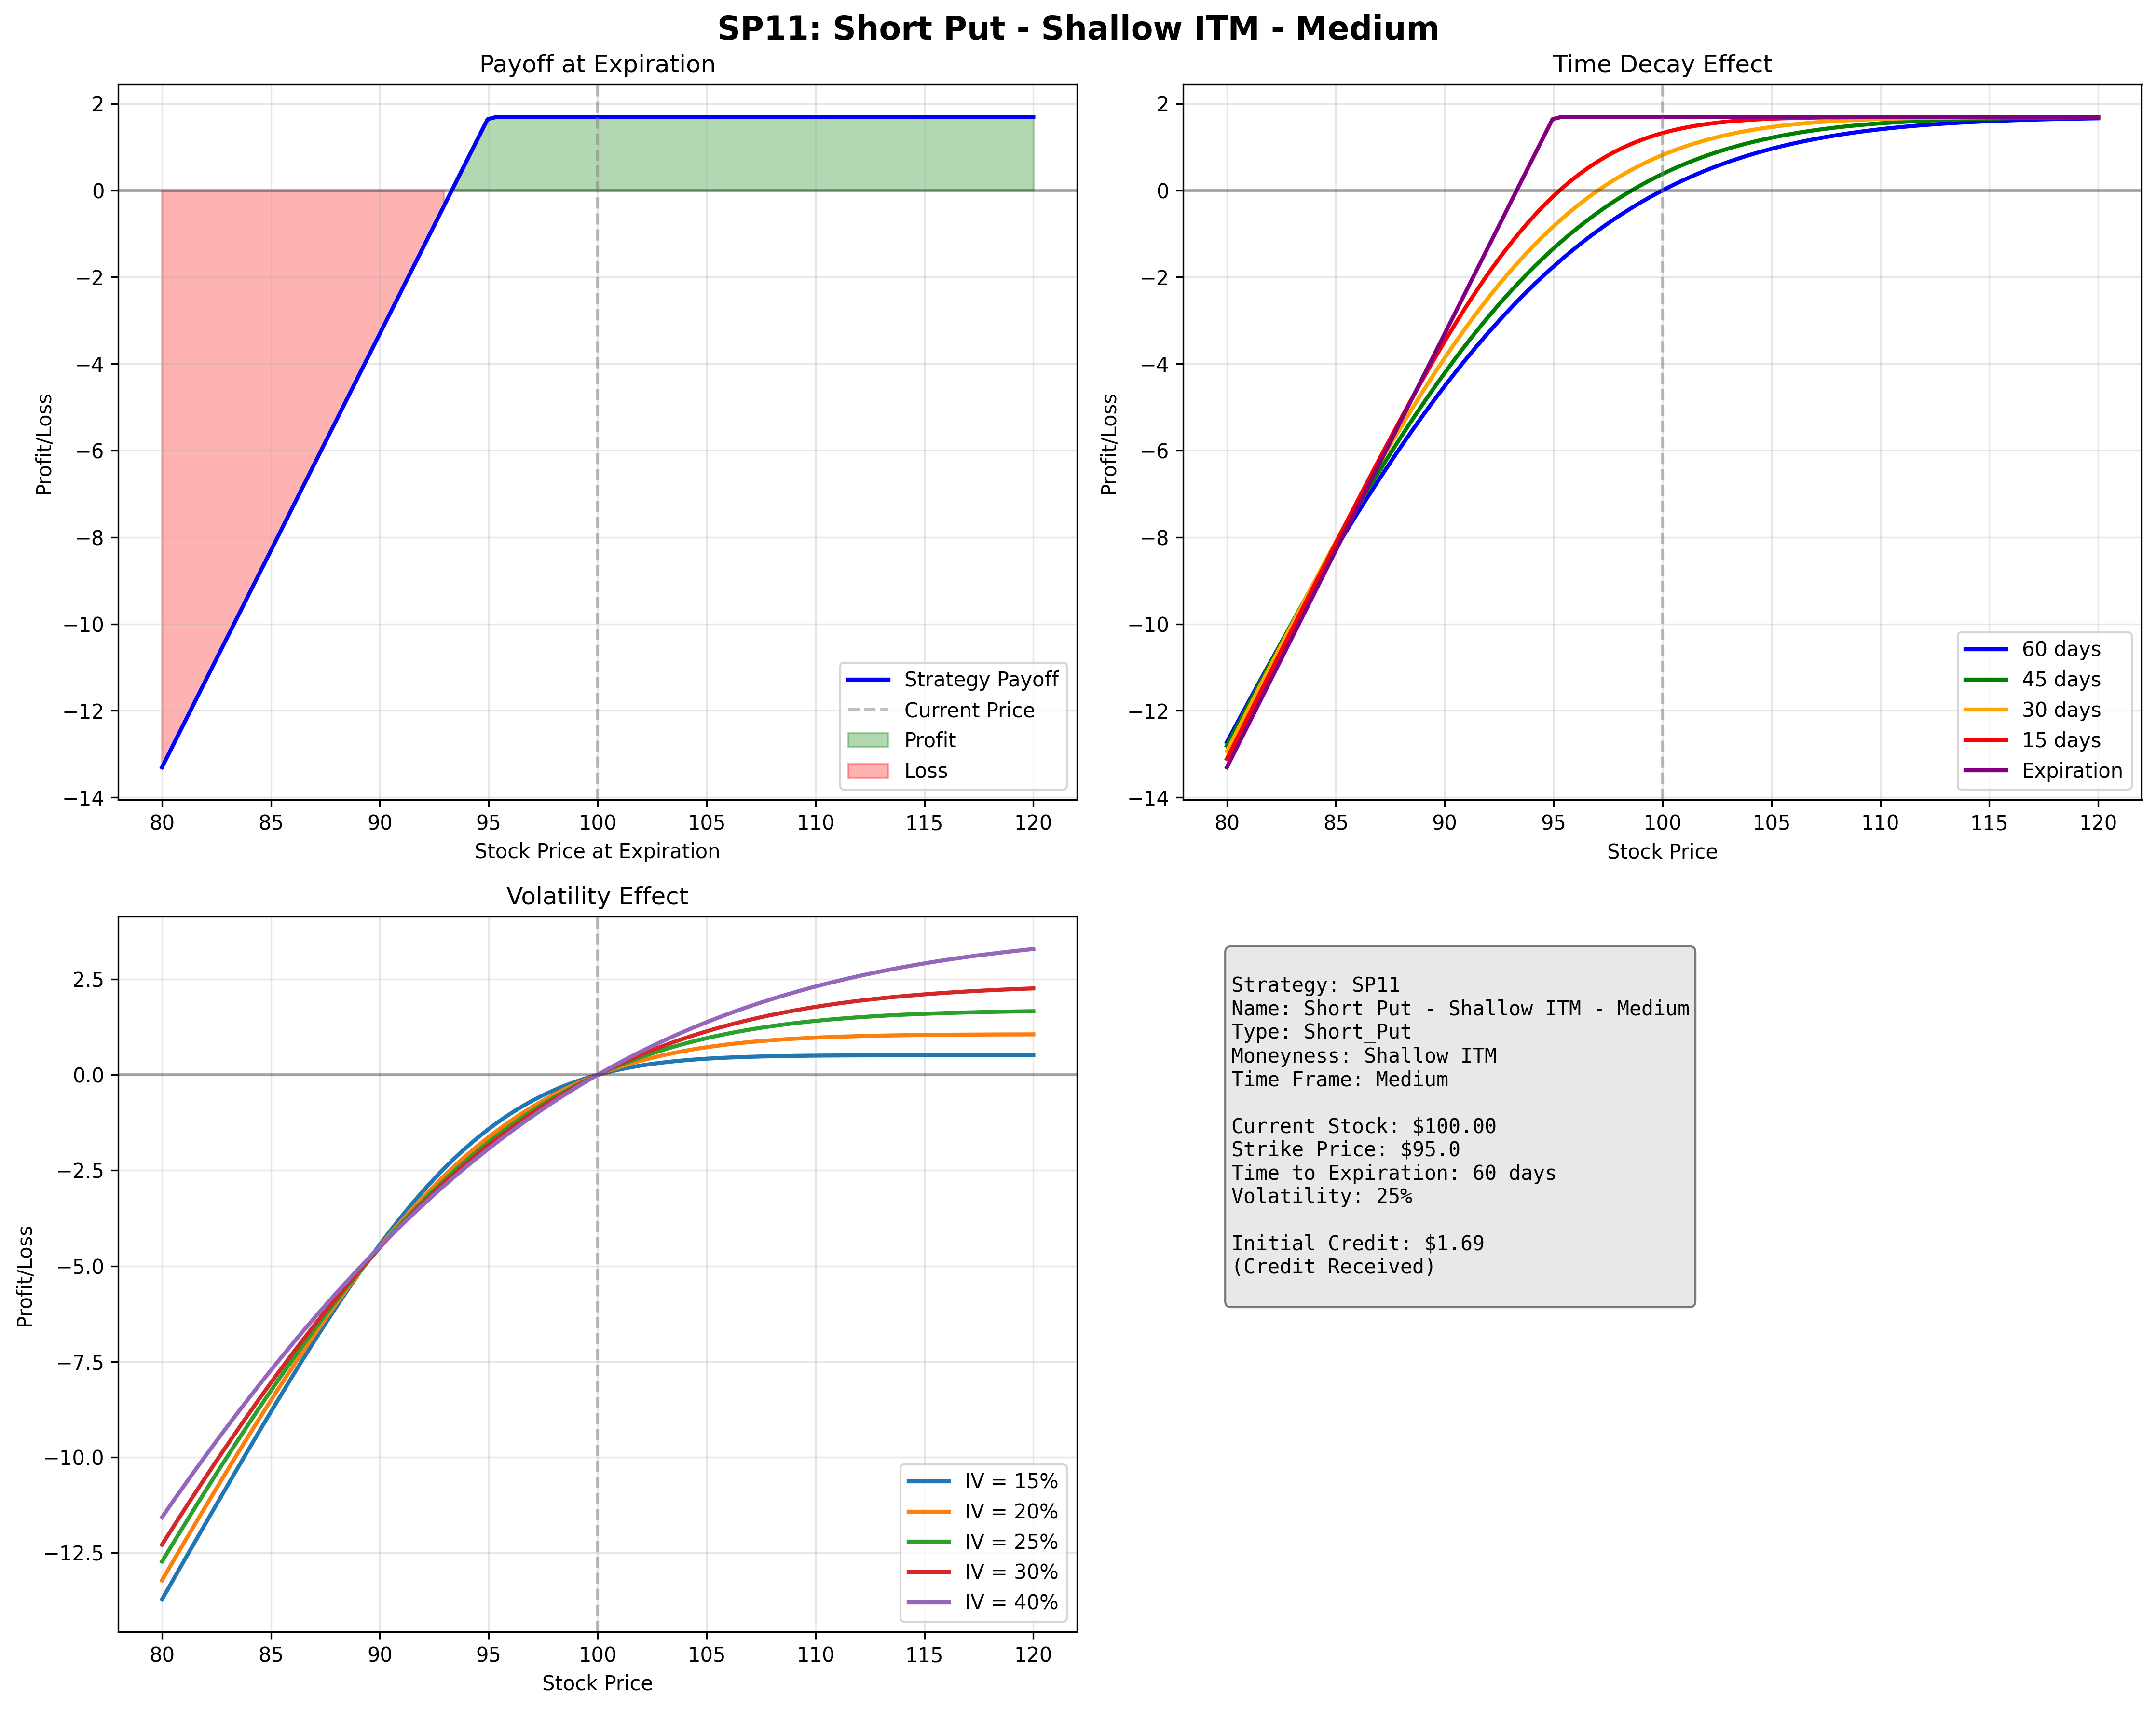 SP11: Short Put - Shallow ITM - Medium
Payoff at Expiration
2
0
−2
−4
−6
−8
−10
−12
−14
Profit/Loss
80
85
90
95
100
105
110
115
120
Stock Price at Expiration
Strategy Payoff
Current Price
Profit
Loss
Time Decay Effect
2
0
−2
−4
−6
−8
−10
−12
−14
Profit/Loss
80
85
90
95
100
105
110
115
120
Stock Price
60 days
45 days
30 days
15 days
Expiration
Volatility Effect
2.5
0.0
−2.5
−5.0
−7.5
−10.0
−12.5
Profit/Loss
80
85
90
95
100
105
110
115
120
Stock Price
IV = 15%
IV = 20%
IV = 25%
IV = 30%
IV = 40%
Strategy: SP11
Name: Short Put - Shallow ITM - Medium
Type: Short_Put
Moneyness: Shallow ITM
Time Frame: Medium
Current Stock: $100.00
Strike Price: $95.0
Time to Expiration: 60 days
Volatility: 25%
Initial Credit: $1.69
(Credit Received)